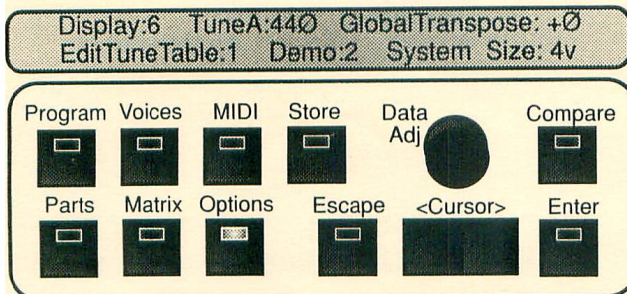 Display:6 TuneA:44Ø GlobalTranspose: +Ø
EditTuneTable:1 Demo:2 System Size: 4v
Program Voices MIDI Store Data Adj Compare
Parts Matrix Options Escape <Cursor> Enter